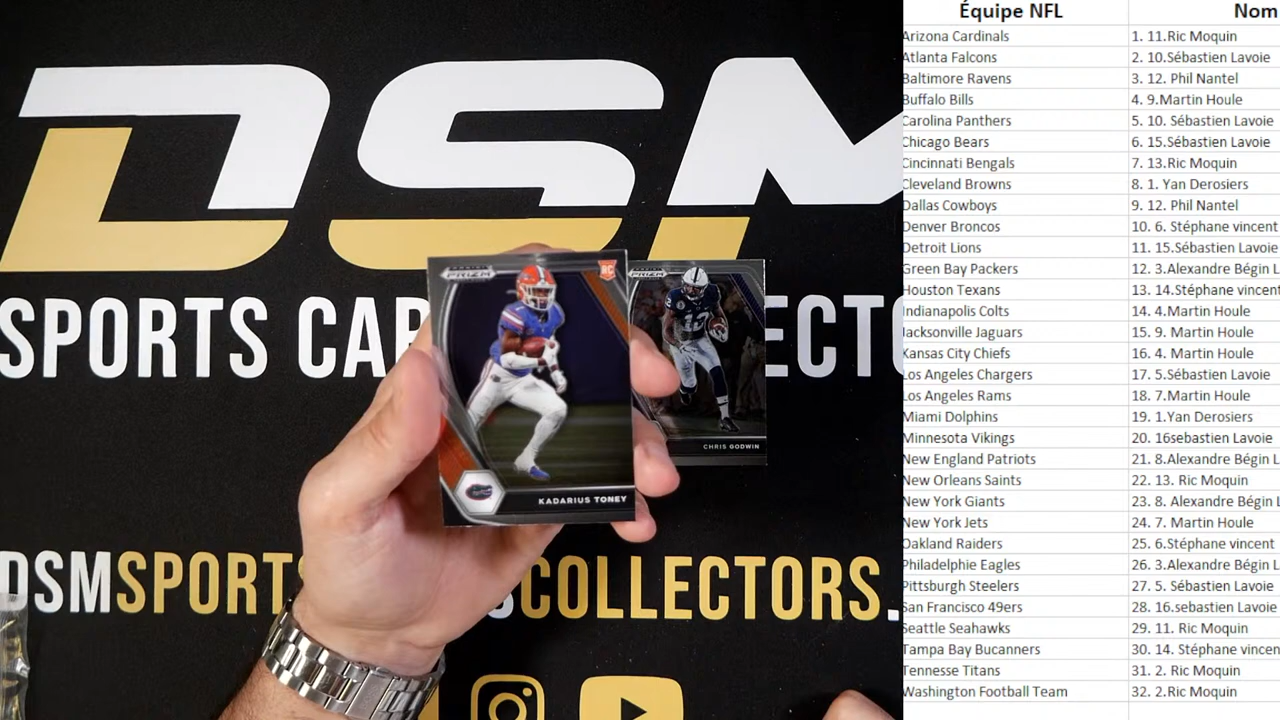 DSM
SPORTS CAR ECTO
DSMSPORTS SCOLLECTORS.
PANINI PRIZM
RC
KADARIUS TONEY
PANINI PRIZM
12
CHRIS GODWIN
Équipe NFL Nom
Arizona Cardinals 1. 11.Ric Moquin
Atlanta Falcons 2. 10.Sébastien Lavoie
Baltimore Ravens 3. 12. Phil Nantel
Buffalo Bills 4. 9.Martin Houle
Carolina Panthers 5. 10. Sébastien Lavoie
Chicago Bears 6. 15.Sébastien Lavoie
Cincinnati Bengals 7. 13.Ric Moquin
Cleveland Browns 8. 1. Yan Derosiers
Dallas Cowboys 9. 12. Phil Nantel
Denver Broncos 10. 6. Stéphane vincent
Detroit Lions 11. 15.Sébastien Lavoie
Green Bay Packers 12. 3.Alexandre Bégin L
Houston Texans 13. 14.Stéphane vincent
Indianapolis Colts 14. 4.Martin Houle
Jacksonville Jaguars 15. 9. Martin Houle
Kansas City Chiefs 16. 4. Martin Houle
Los Angeles Chargers 17. 5.Sébastien Lavoie
Los Angeles Rams 18. 7.Martin Houle
Miami Dolphins 19. 1.Yan Derosiers
Minnesota Vikings 20. 16sebastien Lavoie
New England Patriots 21. 8.Alexandre Bégin L
New Orleans Saints 22. 13. Ric Moquin
New York Giants 23. 8. Alexandre Bégin L
New York Jets 24. 7. Martin Houle
Oakland Raiders 25. 6.Stéphane vincent
Philadelphie Eagles 26. 3.Alexandre Bégin L
Pittsburgh Steelers 27. 5. Sébastien Lavoie
San Francisco 49ers 28. 16.sebastien Lavoie
Seattle Seahawks 29. 11. Ric Moquin
Tampa Bay Bucanners 30. 14. Stéphane vincen
Tennesse Titans 31. 2. Ric Moquin
Washington Football Team 32. 2.Ric Moquin